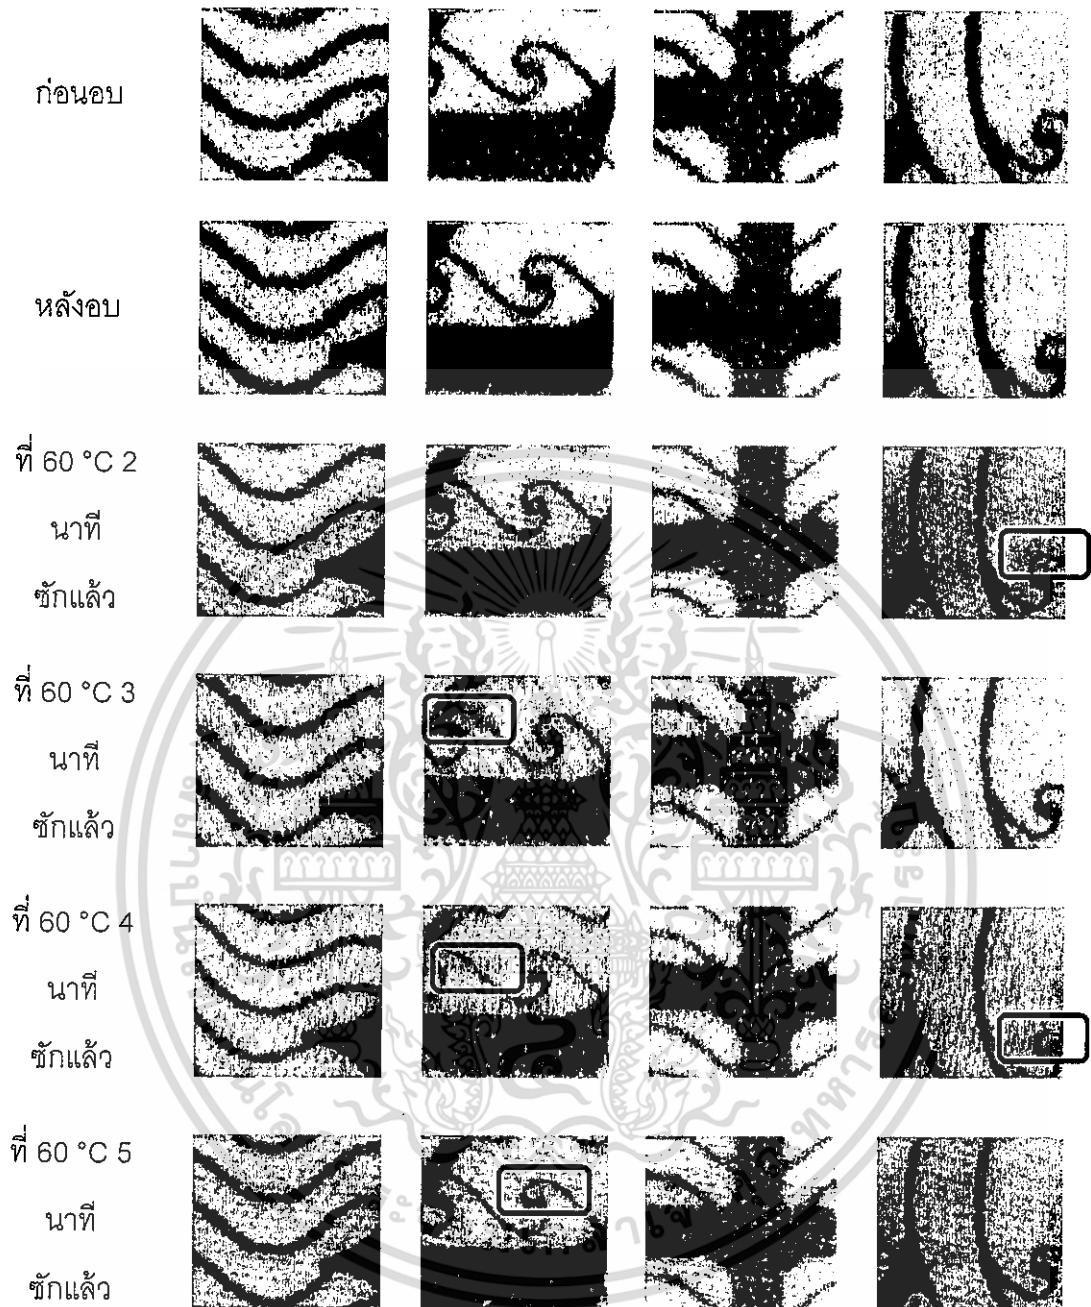 ก่อนอบ
หลังอบ
ที่ 60 °C 2
นาที
ซักแล้ว
ที่ 60 °C 3
นาที
ซักแล้ว
ที่ 60 °C 4
นาที
ซักแล้ว
ที่ 60 °C 5
นาที
ซักแล้ว